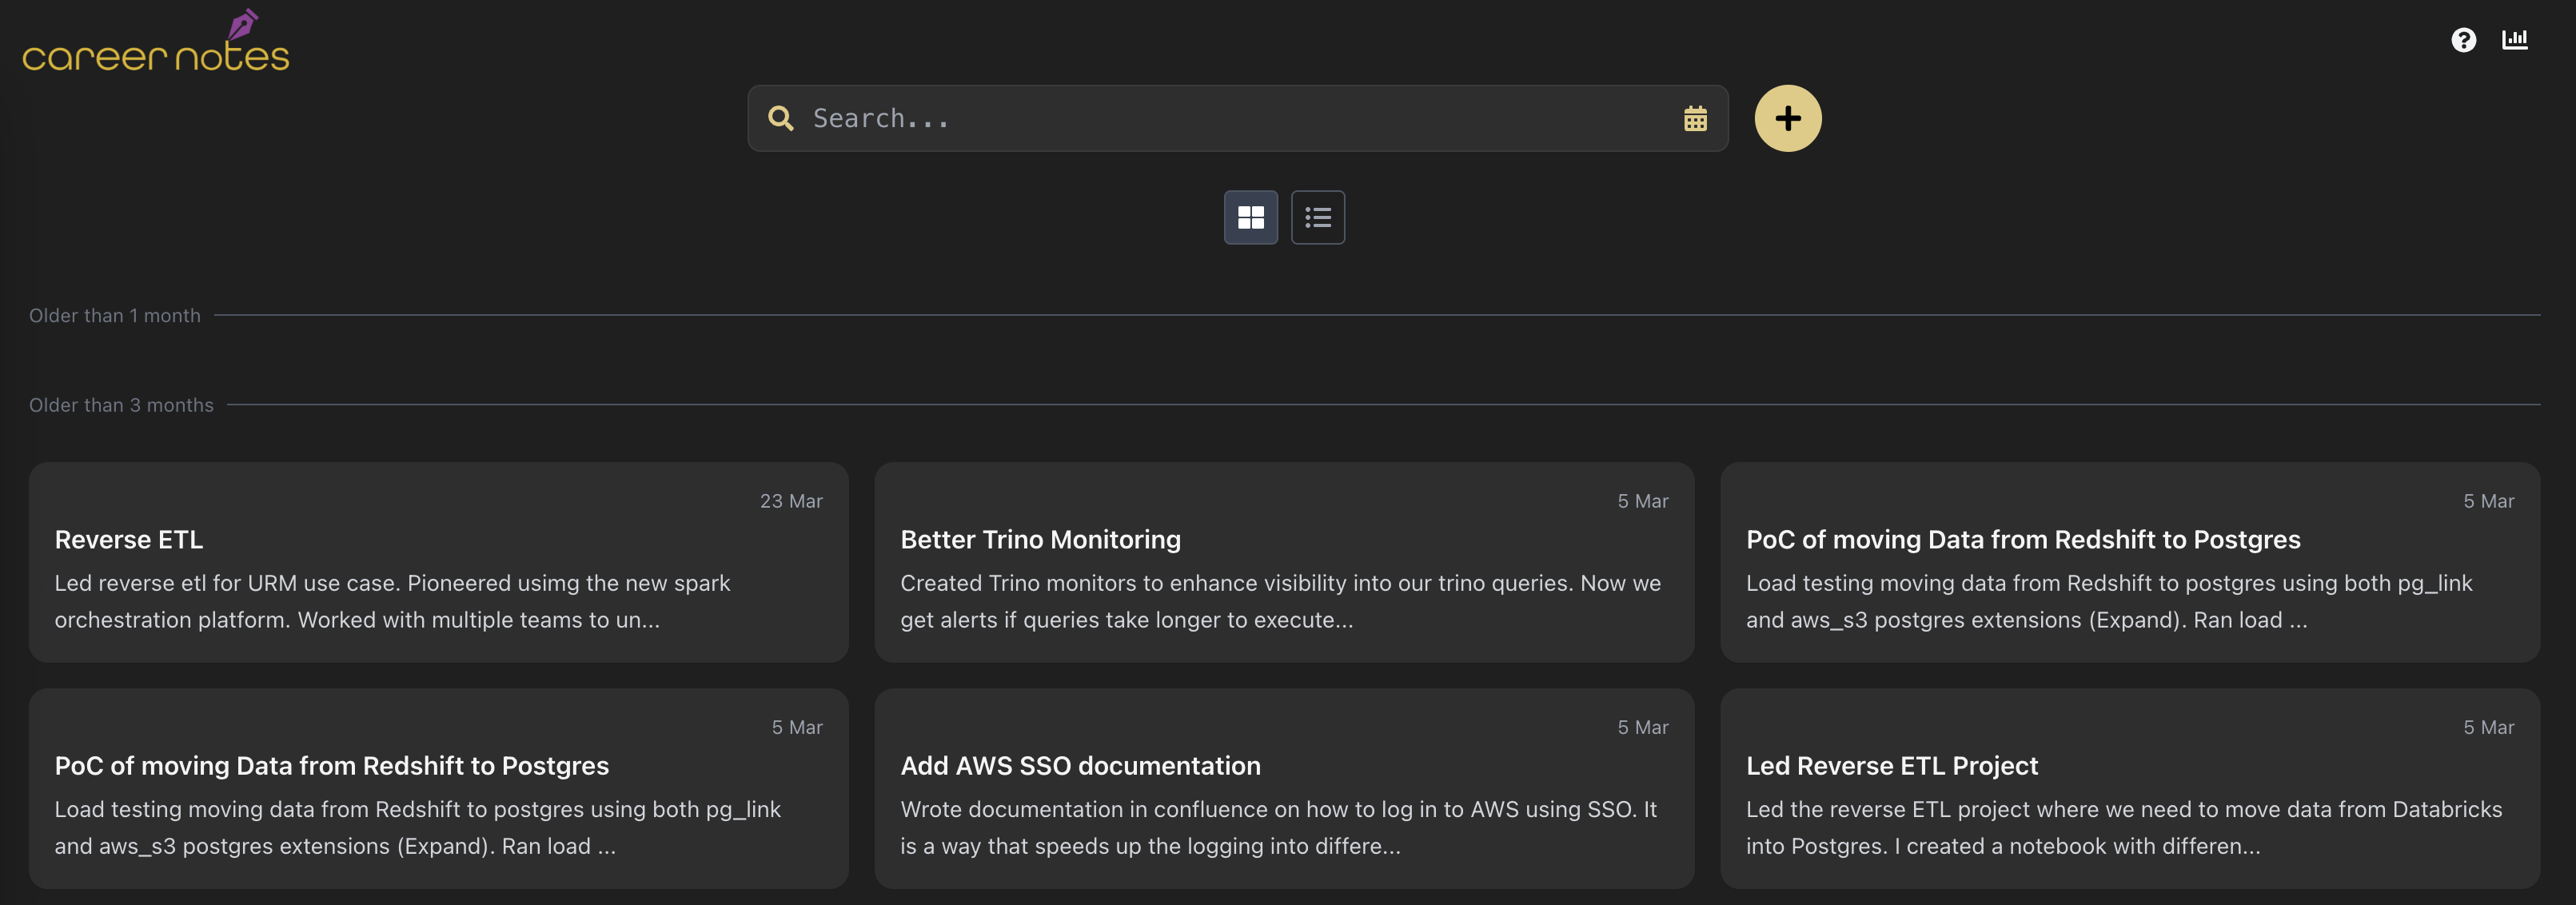 career notes
Search...
Older than 1 month
Older than 3 months
23 Mar
Reverse ETL
Led reverse etl for URM use case. Pioneered usimg the new spark
orchestration platform. Worked with multiple teams to un...
5 Mar
Better Trino Monitoring
Created Trino monitors to enhance visibility into our trino queries. Now we
get alerts if queries take longer to execute...
5 Mar
PoC of moving Data from Redshift to Postgres
Load testing moving data from Redshift to postgres using both pg_link
and aws_s3 postgres extensions (Expand). Ran load ...
5 Mar
PoC of moving Data from Redshift to Postgres
Load testing moving data from Redshift to postgres using both pg_link
and aws_s3 postgres extensions (Expand). Ran load ...
5 Mar
Add AWS SSO documentation
Wrote documentation in confluence on how to log in to AWS using SSO. It
is a way that speeds up the logging into differe...
5 Mar
Led Reverse ETL Project
Led the reverse ETL project where we need to move data from Databricks
into Postgres. I created a notebook with differen...